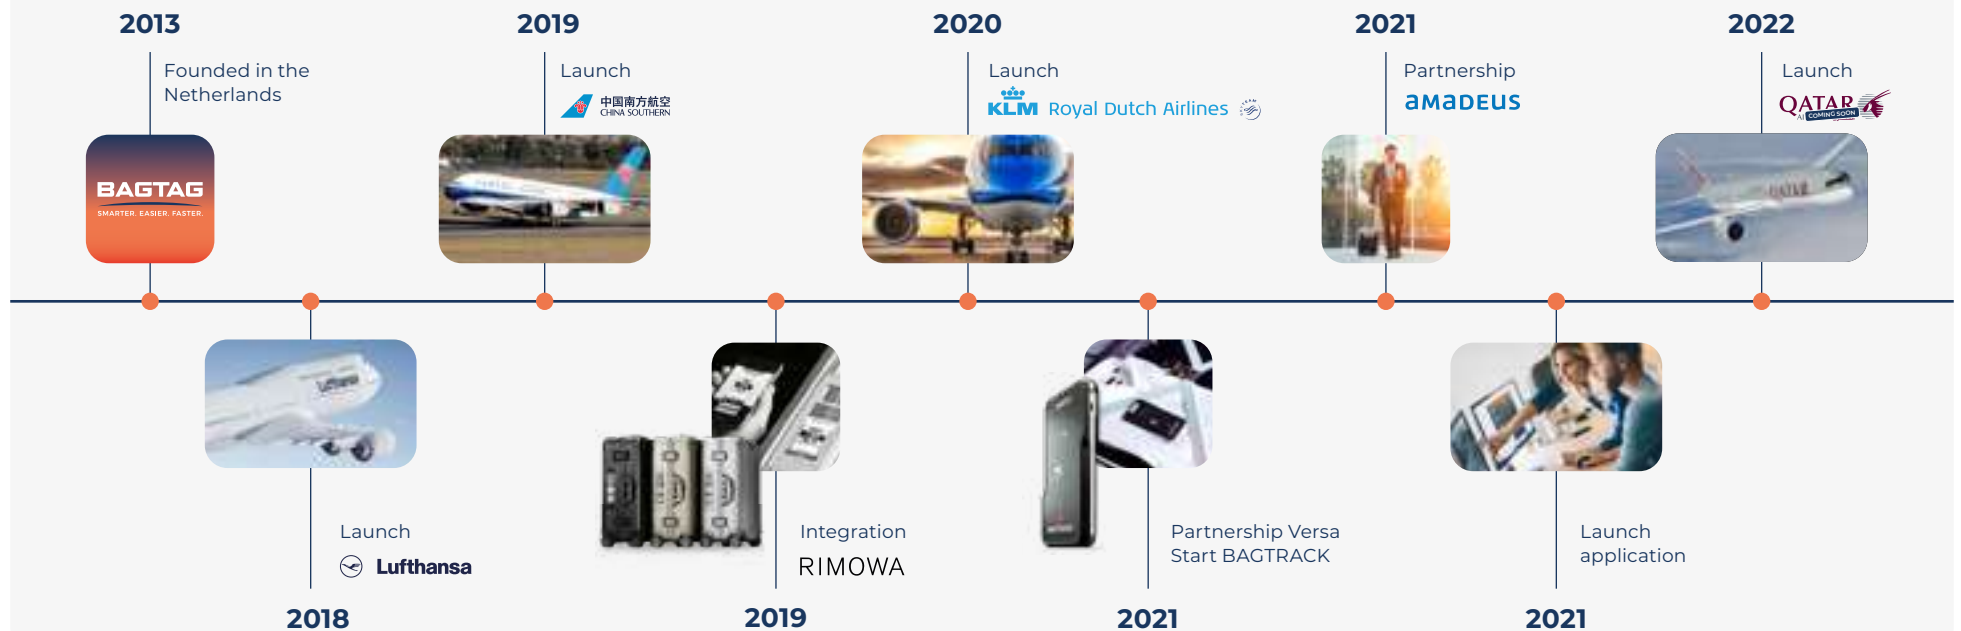 2013
Founded in the
Netherlands
BAGTAG
SMARTER. EASIER. FASTER.
2019
Launch
中国南方航空
CHINA SOUTHERN
2020
Launch
KLM Royal Dutch Airlines
2021
Partnership
aMaDEUS
2022
Launch
QATAR
COMING SOON
QATAR
Lufthansa
Launch
Lufthansa
2018
Integration
RIMOWA
2019
Partnership Versa
Start BAGTRACK
2021
Launch
application
2021